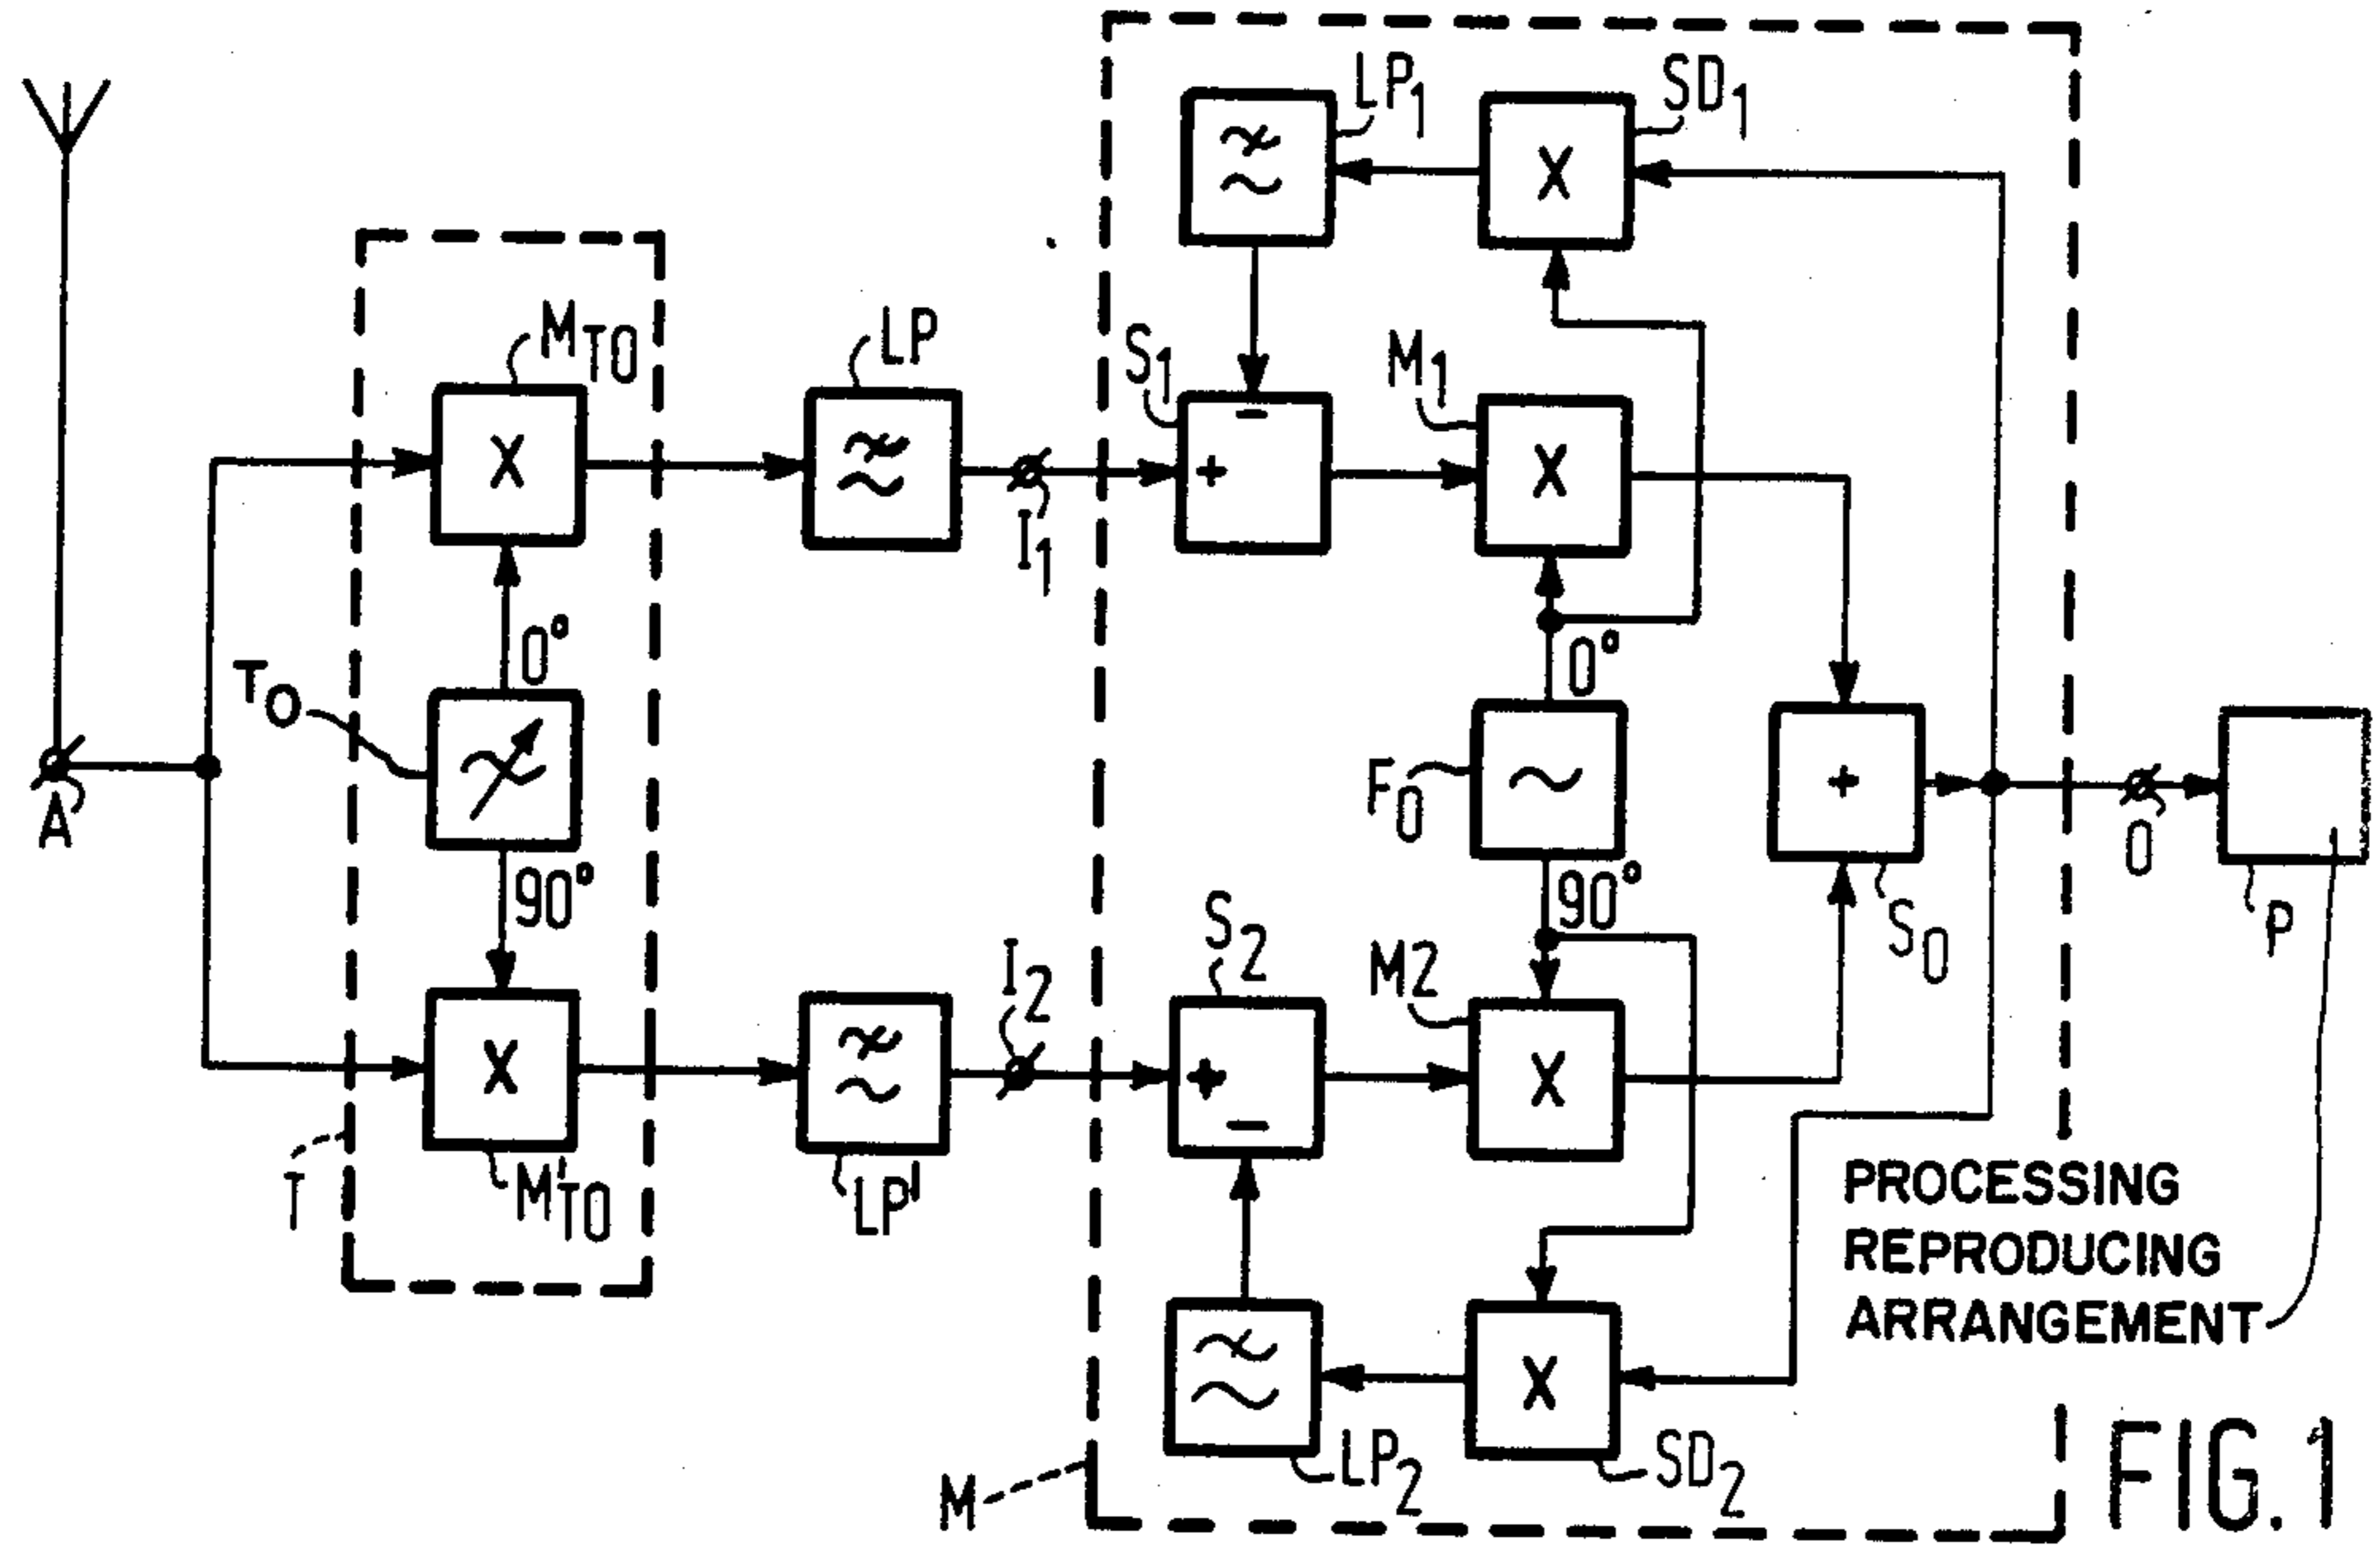 LP1
SD1
X
MTO
LP
S1
M1
-
X
+
X
I1
0°
0°
TO
FO
+
A
O
90°
90°
SO
P
S2
M2
I2
X
+
X
-
T
M'TO
LP'
PROCESSING
REPRODUCING
ARRANGEMENT
X
LP2
SD2
M
FIG.1